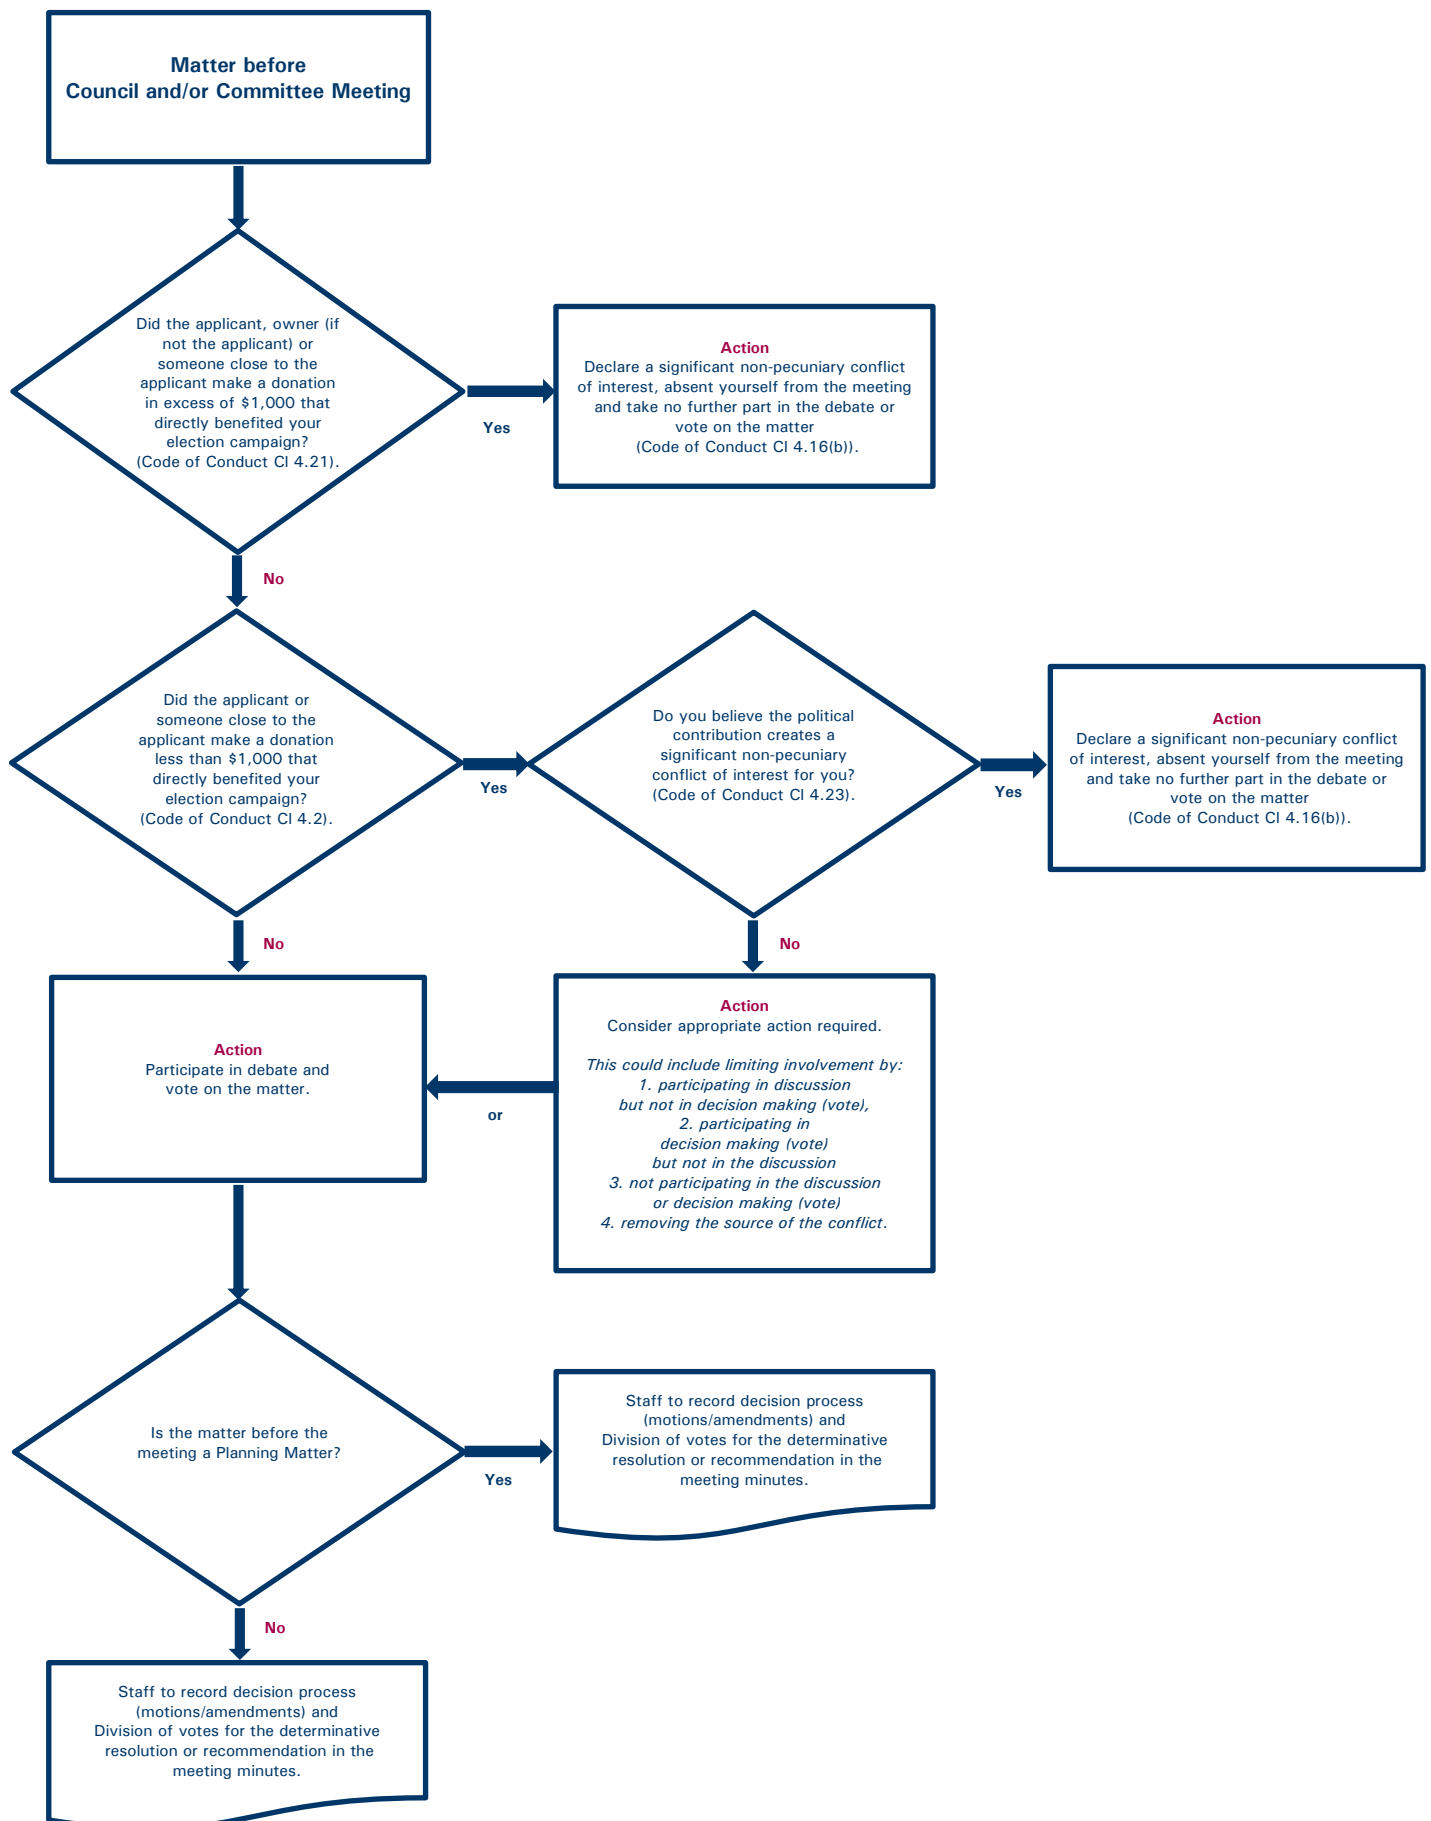 Matter before
Council and/or Committee Meeting
Did the applicant, owner (if
not the applicant) or
someone close to the
applicant make a donation
in excess of $1,000 that
directly benefited your
election campaign?
(Code of Conduct Cl 4.21).
Yes
Action
Declare a significant non-pecuniary conflict
of interest, absent yourself from the meeting
and take no further part in the debate or
vote on the matter
(Code of Conduct Cl 4.16(b)).
No
Did the applicant or
someone close to the
applicant make a donation
less than $1,000 that
directly benefited your
election campaign?
(Code of Conduct Cl 4.2).
Yes
Do you believe the political
contribution creates a
significant non-pecuniary
conflict of interest for you?
(Code of Conduct Cl 4.23).
Yes
Action
Declare a significant non-pecuniary conflict
of interest, absent yourself from the meeting
and take no further part in the debate or
vote on the matter
(Code of Conduct Cl 4.16(b)).
No
No
Action
Participate in debate and
vote on the matter.
or
Action
Consider appropriate action required.
This could include limiting involvement by:
1. participating in discussion
but not in decision making (vote),
2. participating in
decision making (vote)
but not in the discussion
3. not participating in the discussion
or decision making (vote)
4. removing the source of the conflict.
Is the matter before the
meeting a Planning Matter?
Yes
Staff to record decision process
(motions/amendments) and
Division of votes for the determinative
resolution or recommendation in the
meeting minutes.
No
Staff to record decision process
(motions/amendments) and
Division of votes for the determinative
resolution or recommendation in the
meeting minutes.